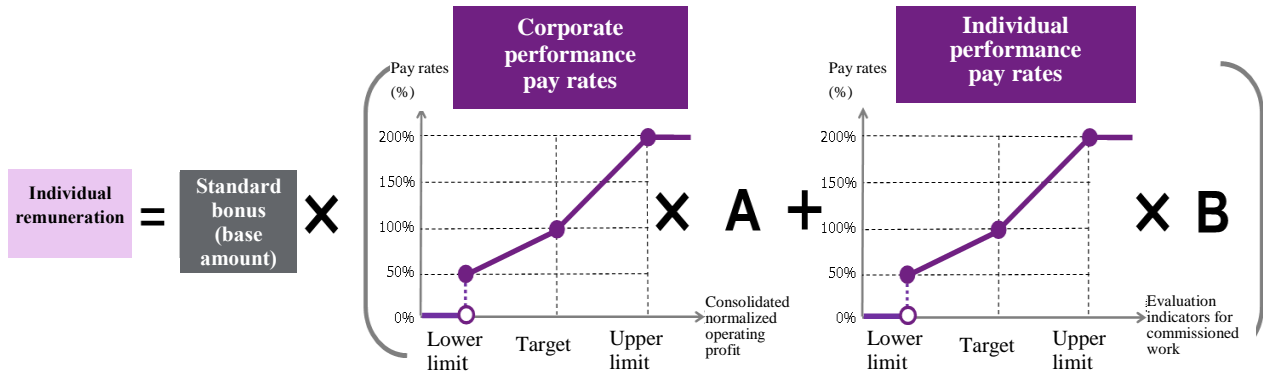 Individual
remuneration
=
Standard
bonus
(base
amount)
×
Corporate
performance
pay rates
Pay rates
(%)
200%
150%
100%
50%
0%
Lower
limit
Target
Upper
limit
Consolidated
normalized
operating
profit
× A +
Individual
performance
pay rates
Pay rates
(%)
200%
150%
100%
50%
0%
Lower
limit
Target
Upper
limit
Evaluation
indicators for
commissioned
work
× B